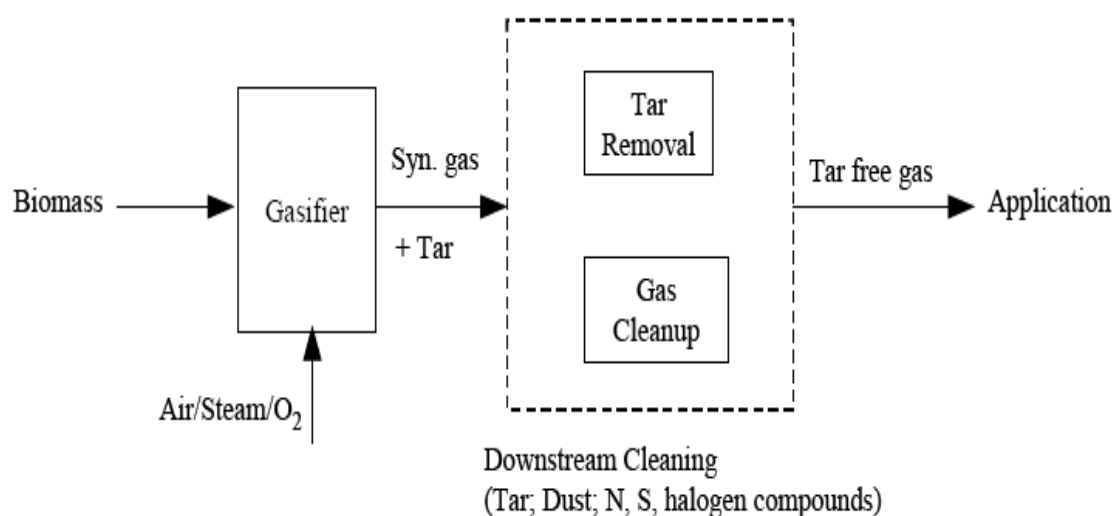 Biomass
Gasifier
Air/Steam/O₂
Syn. gas
+ Tar
Tar
Removal
Gas
Cleanup
Tar free gas
Application
Downstream Cleaning
(Tar; Dust; N, S, halogen compounds)